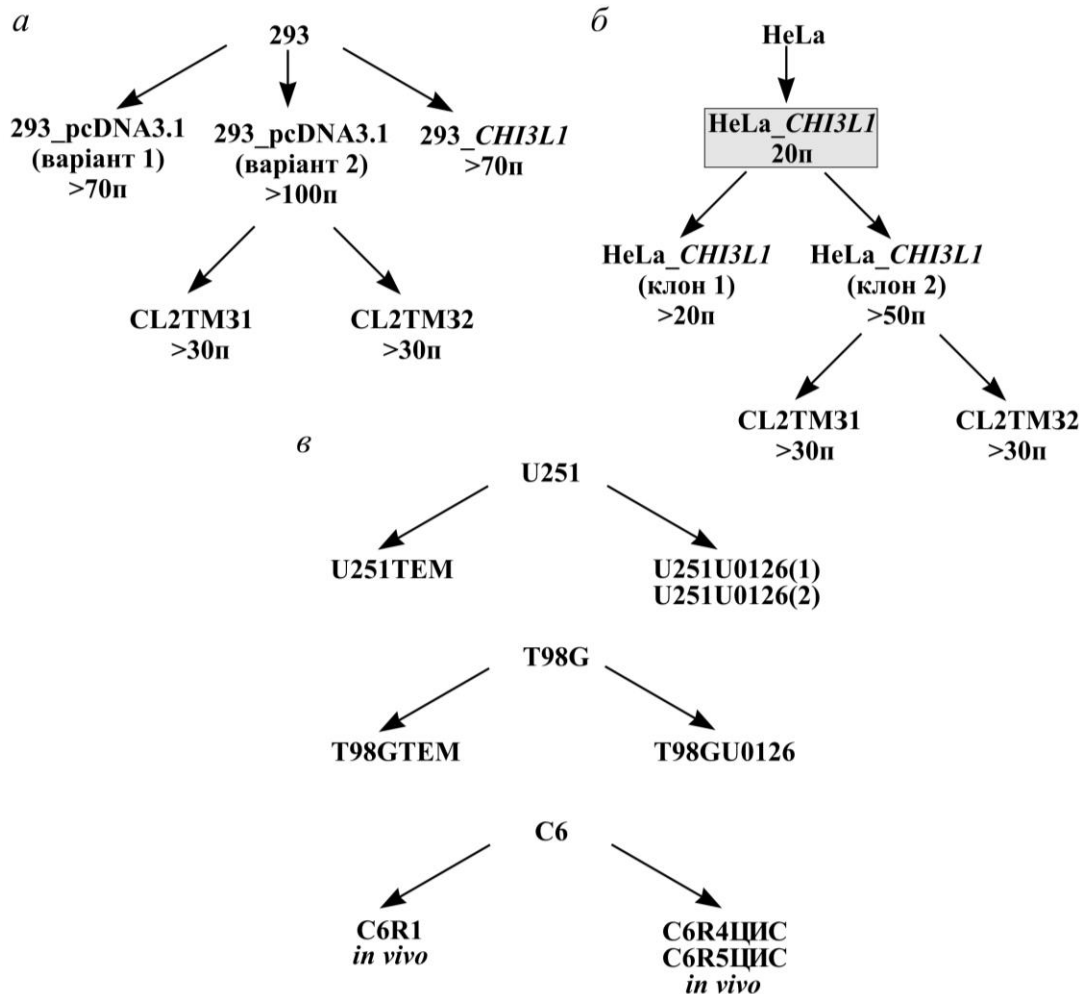 а
293
293_pcDNA3.1
(варіант 1)
>70п
293_pcDNA3.1
(варіант 2)
>100п
293_CHI3L1
>70п
CL2TM31
>30п
CL2TM32
>30п
б
HeLa
HeLa_CHI3L1
20п
HeLa_CHI3L1
(клон 1)
>20п
HeLa_CHI3L1
(клон 2)
>50п
CL2TM31
>30п
CL2TM32
>30п
в
U251
U251TEM
U251U0126(1)
U251U0126(2)
T98G
T98GTEM
T98GU0126
C6
C6R1
in vivo
C6R4ЦИС
C6R5ЦИС
in vivo